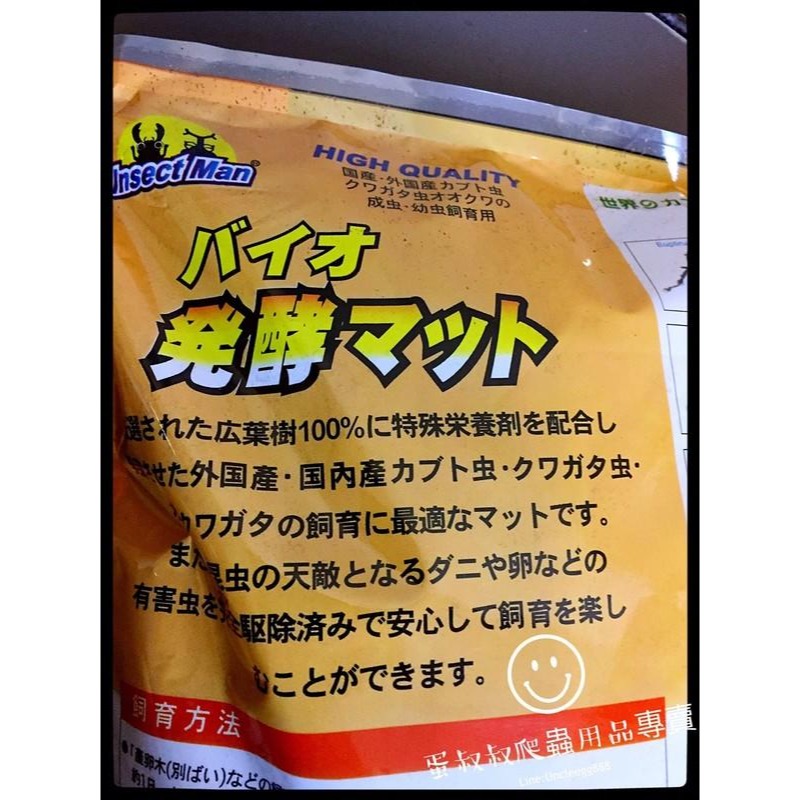 Insect Man®
HIGH QUALITY
国産・外国産カブト虫
クワガタ虫オオクワの
成虫・幼虫飼育用
世界のカブ
バイオ
発酵マット
選された広葉樹100%に特殊栄養剤を配合し
せた外国産・国内産カブト虫・クワガタ虫・
クワガタの飼育に最適なマットです。
また昆虫の天敵となるダニや卵などの
有害虫を完全駆除済みで安心して飼育を楽し
むことができます。
飼育方法
●「産卵木(別ばい)などの
約1日
蛋叔叔爬蟲用品專賣